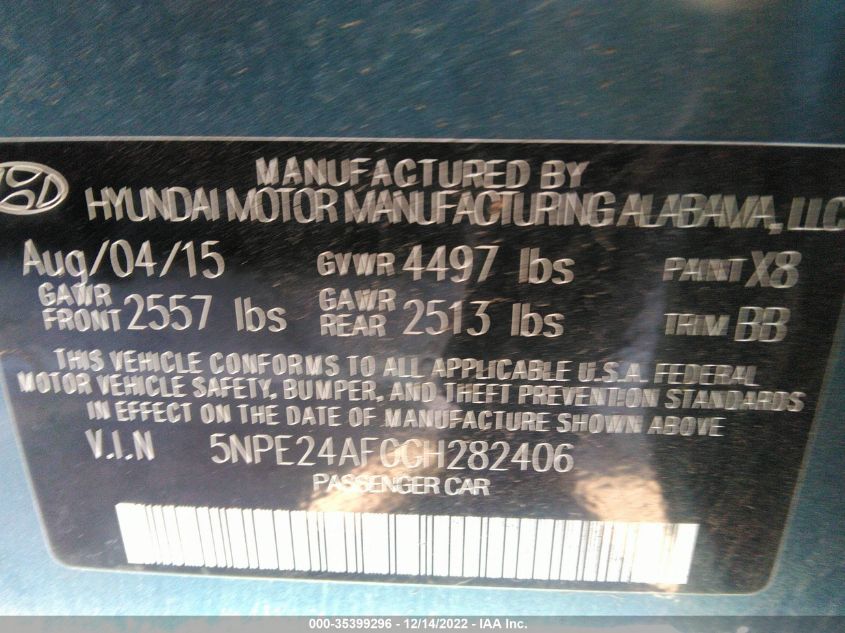 MANUFACTURED BY
HYUNDAI MOTOR MANUFACTURING ALABAMA, LLC
Aug/04/15 GVWR 4497 lbs PAINT X8
GAWR FRONT 2557 lbs GAWR REAR 2513 lbs TRIM BB
THIS VEHICLE CONFORMS TO ALL APPLICABLE U.S.A. FEDERAL
MOTOR VEHICLE SAFETY, BUMPER, AND THEFT PREVENTION STANDARDS
IN EFFECT ON THE DATE OF MANUFACTURE SHOWN ABOVE
V.I.N 5NPE24AF0GH282406
PASSENGER CAR
000-35399296 - 12/14/2022 - IAA Inc.